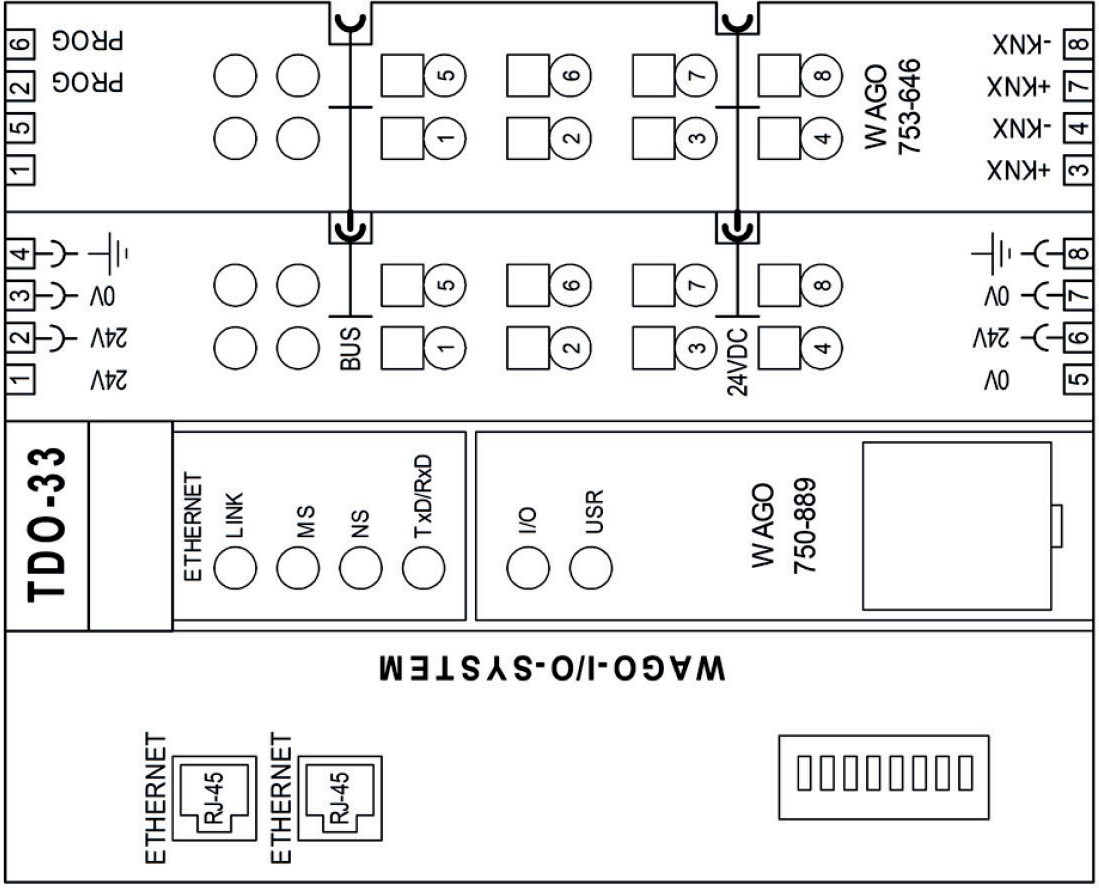 6 PROG
2 PROG
5
1
5 6 7 8
1 2 3 4
WAGO
753-646
-KNX 8
+KNX 7
-KNX 4
+KNX 3
4
3 0V
2 24V
1 24V
BUS
5 6 7 8
1 2 3 4
24VDC
8
0V 7
24V 6
0V 5
TDO-33
ETHERNET
LINK
MS
NS
TxD/RxD
I/O
USR
WAGO
750-889
WAGO-I/O-SYSTEM
ETHERNET
RJ-45
ETHERNET
RJ-45